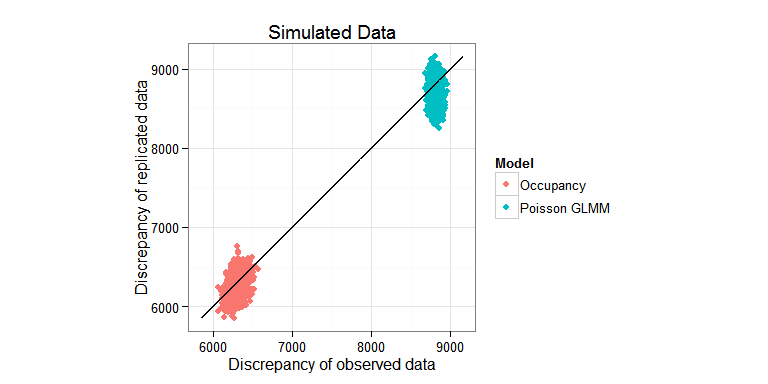 Simulated Data
Discrepancy of replicated data
9000
8000
7000
6000
6000 7000 8000 9000
Discrepancy of observed data
Model
Occupancy
Poisson GLMM